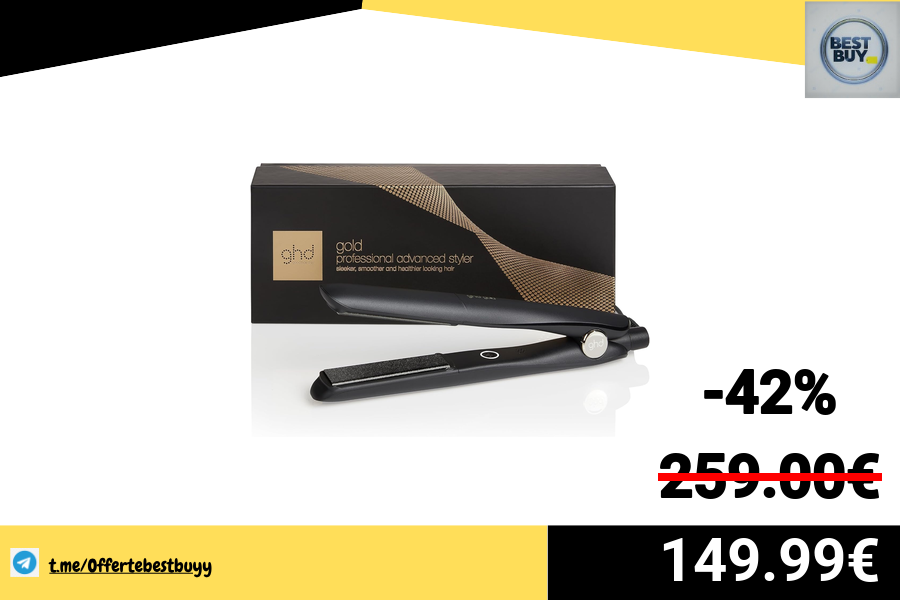 BEST
BUY
ghd
gold
professional advanced styler
sleeker, smoother and healthier looking hair
ghd
-42%
259.00€
149.99€
t.me/Offertebestbuyy